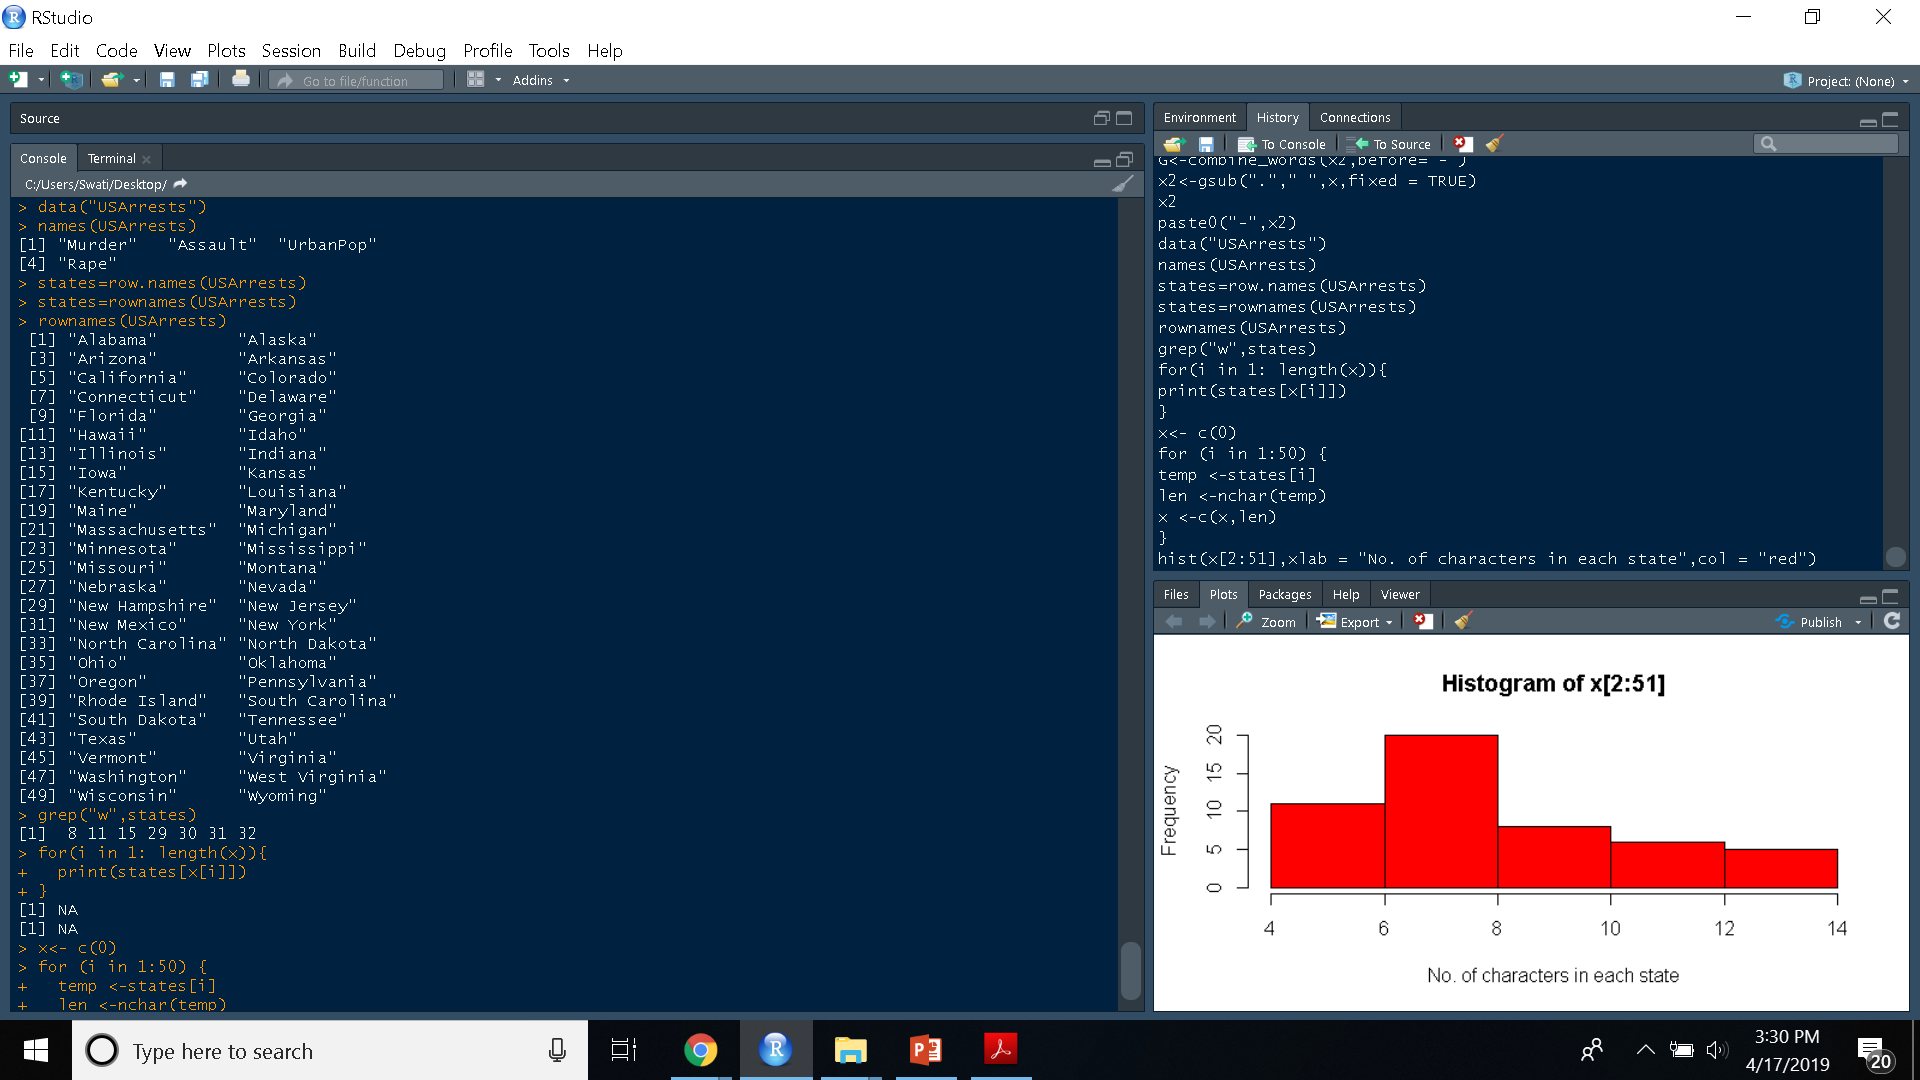 RStudio
File Edit Code View Plots Session Build Debug Profile Tools Help
Go to file/function Addins Project: (None)
Source
Console Terminal
C:/Users/Swati/Desktop/
> data("USArrests")
> names(USArrests)
[1] "Murder" "Assault" "UrbanPop"
[4] "Rape"
> states=row.names(USArrests)
> states=rownames(USArrests)
> rownames(USArrests)
[1] "Alabama" "Alaska"
[3] "Arizona" "Arkansas"
[5] "California" "Colorado"
[7] "Connecticut" "Delaware"
[9] "Florida" "Georgia"
[11] "Hawaii" "Idaho"
[13] "Illinois" "Indiana"
[15] "Iowa" "Kansas"
[17] "Kentucky" "Louisiana"
[19] "Maine" "Maryland"
[21] "Massachusetts" "Michigan"
[23] "Minnesota" "Mississippi"
[25] "Missouri" "Montana"
[27] "Nebraska" "Nevada"
[29] "New Hampshire" "New Jersey"
[31] "New Mexico" "New York"
[33] "North Carolina" "North Dakota"
[35] "Ohio" "Oklahoma"
[37] "Oregon" "Pennsylvania"
[39] "Rhode Island" "South Carolina"
[41] "South Dakota" "Tennessee"
[43] "Texas" "Utah"
[45] "Vermont" "Virginia"
[47] "Washington" "West Virginia"
[49] "Wisconsin" "Wyoming"
> grep("w",states)
[1] 8 11 15 29 30 31 32
> for(i in 1: length(x)){
+ print(states[x[i]])
+ }
[1] NA
[1] NA
> x<- c(0)
> for (i in 1:50) {
+ temp <-states[i]
+ len <-nchar(temp)
Environment History Connections
To Console To Source
G<-combine_words(x2,before= - )
x2<-gsub("."," ",x,fixed = TRUE)
x2
paste0("-",x2)
data("USArrests")
names(USArrests)
states=row.names(USArrests)
states=rownames(USArrests)
rownames(USArrests)
grep("w",states)
for(i in 1: length(x)){
print(states[x[i]])
}
x<- c(0)
for (i in 1:50) {
temp <-states[i]
len <-nchar(temp)
x <-c(x,len)
}
hist(x[2:51],xlab = "No. of characters in each state",col = "red")
Files Plots Packages Help Viewer
Zoom Export Publish
Histogram of x[2:51]
Frequency
20
15
10
5
0
4 6 8 10 12 14
No. of characters in each state
Type here to search
3:30 PM
4/17/2019
20